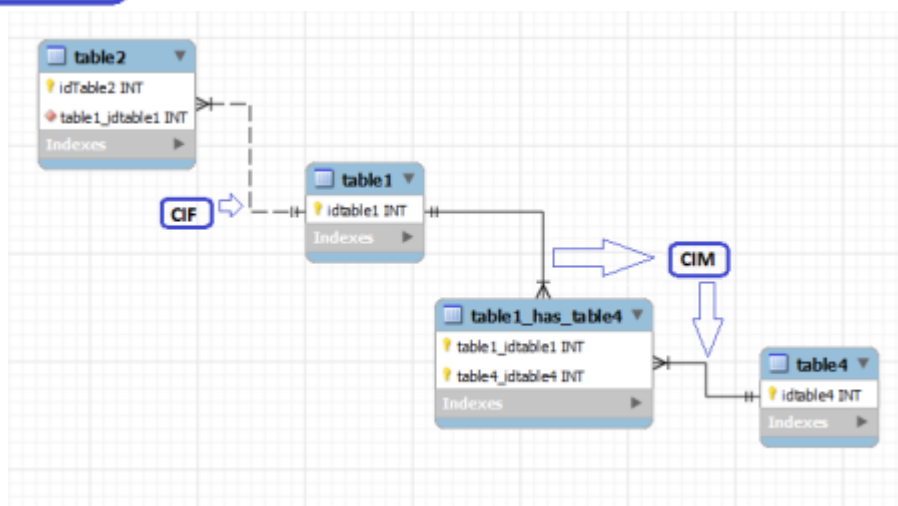 table2
idTable2 INT
table1_idtable1 INT
Indexes
CIF
table1
idtable1 INT
Indexes
CIM
table1_has_table4
table1_idtable1 INT
table4_idtable4 INT
Indexes
table4
idtable4 INT
Indexes